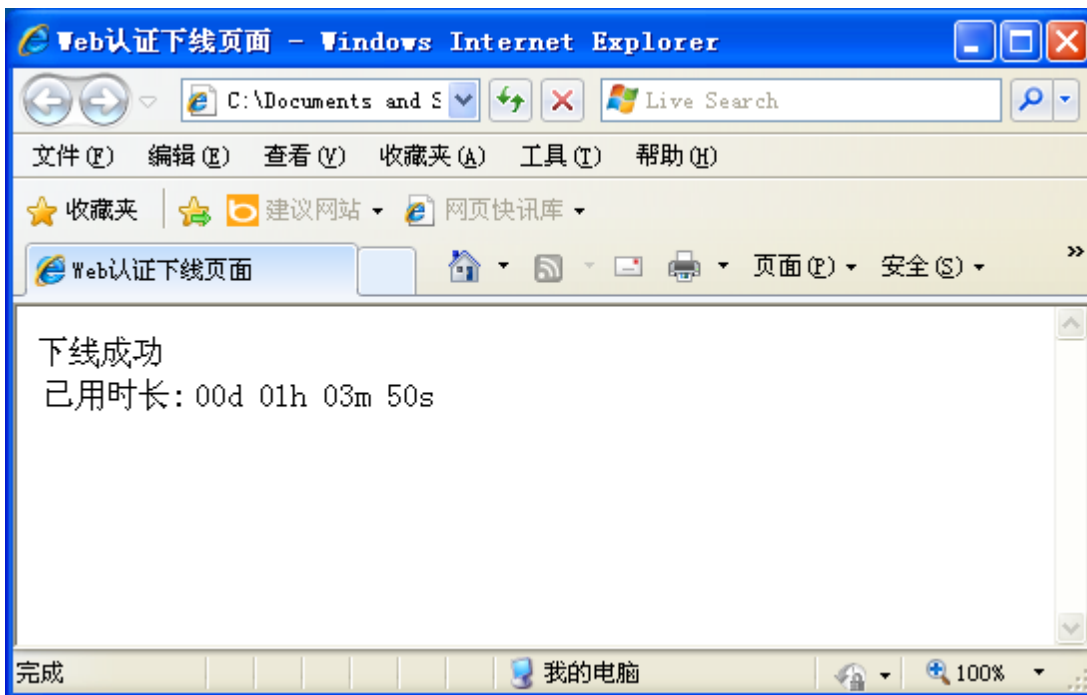 Web认证下线页面 - Windows Internet Explorer
C:\Documents and S Live Search
文件(F) 编辑(E) 查看(V) 收藏夹(A) 工具(T) 帮助(H)
收藏夹 建议网站 网页快讯库
Web认证下线页面 页面(P) 安全(S) »
下线成功
已用时长: 00d 01h 03m 50s
完成 我的电脑 100%